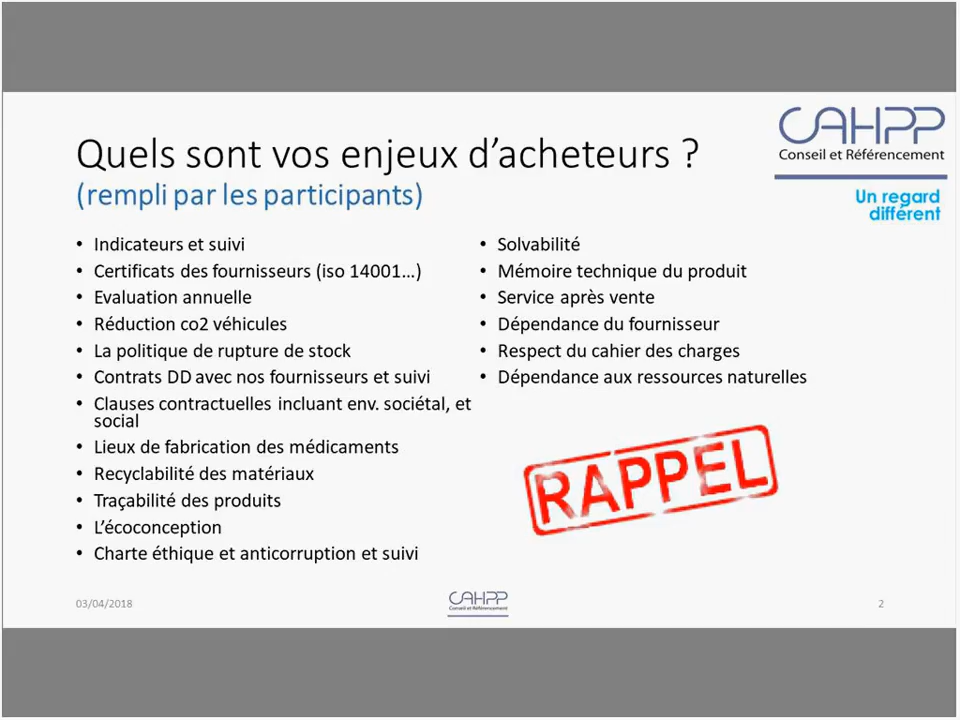 CAHPP
Conseil et Référencement
Un regard
différent
Quels sont vos enjeux d’acheteurs ?
(rempli par les participants)
• Indicateurs et suivi
• Certificats des fournisseurs (iso 14001…)
• Evaluation annuelle
• Réduction co2 véhicules
• La politique de rupture de stock
• Contrats DD avec nos fournisseurs et suivi
• Clauses contractuelles incluant env. sociétal, et
social
• Lieux de fabrication des médicaments
• Recyclabilité des matériaux
• Traçabilité des produits
• L’écoconception
• Charte éthique et anticorruption et suivi
• Solvabilité
• Mémoire technique du produit
• Service après vente
• Dépendance du fournisseur
• Respect du cahier des charges
• Dépendance aux ressources naturelles
RAPPEL
03/04/2018
CAHPP
Conseil et Référencement
2